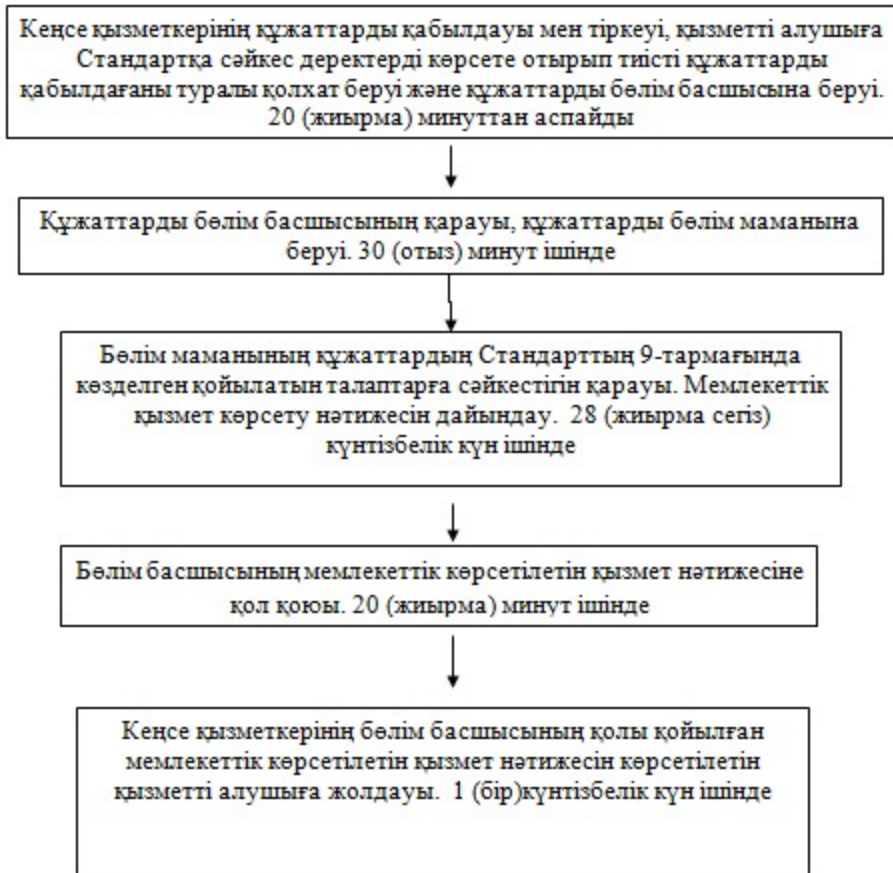 Кеңсе қызметкерінің құжаттарды қабылдауы мен тіркеуі, қызметті алушыға
Стандартқа сәйкес деректерді көрсете отырып тиісті құжаттарды
қабылдағаны туралы қолхат беруі және құжаттарды бөлім басшысына беруі.
20 (жиырма) минуттан аспайды
Құжаттарды бөлім басшысының қарауы, құжаттарды бөлім маманына
беруі. 30 (отыз) минут ішінде
Бөлім маманының құжаттардың Стандарттың 9-тармағында
көзделген қойылатын талаптарға сәйкестігін қарауы. Мемлекеттік
қызмет көрсету нәтижесін дайындау. 28 (жиырма сегіз)
күнтізбелік күн ішінде
Бөлім басшысының мемлекеттік көрсетілетін қызмет нәтижесіне
қол қоюы. 20 (жиырма) минут ішінде
Кеңсе қызметкерінің бөлім басшысының қолы қойылған
мемлекеттік көрсетілетін қызмет нәтижесін көрсетілетін
қызметті алушыға жолдауы. 1 (бір)күнтізбелік күн ішінде